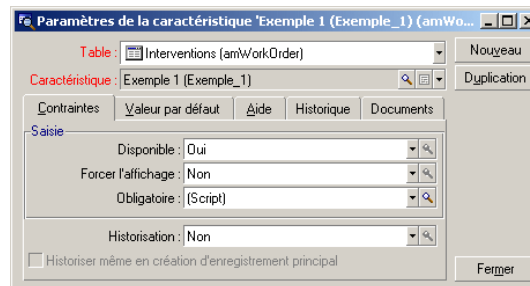 Paramètres de la caractéristique 'Exemple 1 (Exemple_1) (amWo...
Table : Interventions (amWorkOrder)
Nouveau
Caractéristique : Exemple 1 (Exemple_1)
Duplication
Contraintes Valeur par défaut Aide Historique Documents
Saisie
Disponible : Oui
Forcer l'affichage : Non
Obligatoire : (Script)
Historisation : Non
Historiser même en création d'enregistrement principal
Fermer